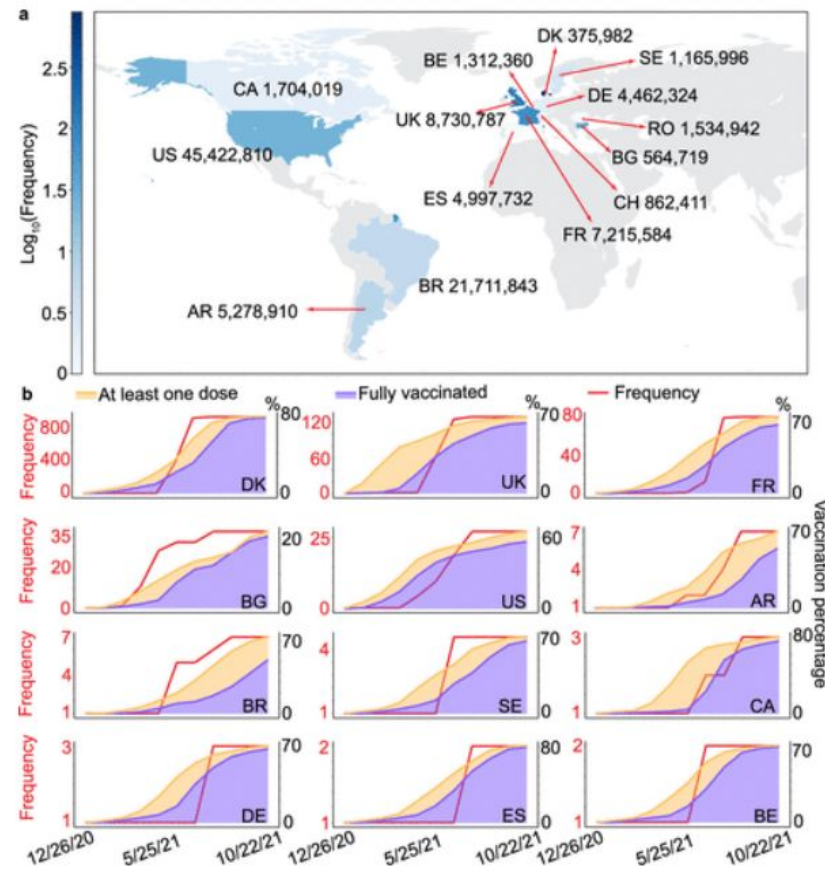 a
Log10(Frequency)
2.5
2
1.5
1
0.5
0
DK 375,982
BE 1,312,360
SE 1,165,996
CA 1,704,019
DE 4,462,324
UK 8,730,787
RO 1,534,942
US 45,422,810
BG 564,719
ES 4,997,732
CH 862,411
FR 7,215,584
BR 21,711,843
AR 5,278,910
b
At least one dose
Fully vaccinated
Frequency
% % %
Frequency
800
400
0
DK
80
0
120
60
0
UK
70
0
80
40
0
FR
70
0
Frequency
35
20
0
BG
20
0
25
0
US
60
0
7
4
1
AR
70
0
Vaccination percentage
Frequency
7
4
1
BR
70
0
4
1
SE
70
0
3
1
CA
80
0
Frequency
3
1
DE
70
0
2
1
ES
80
0
2
1
BE
70
0
12/26/20 5/25/21 10/22/21
12/26/20 5/25/21 10/22/21
12/26/20 5/25/21 10/22/21